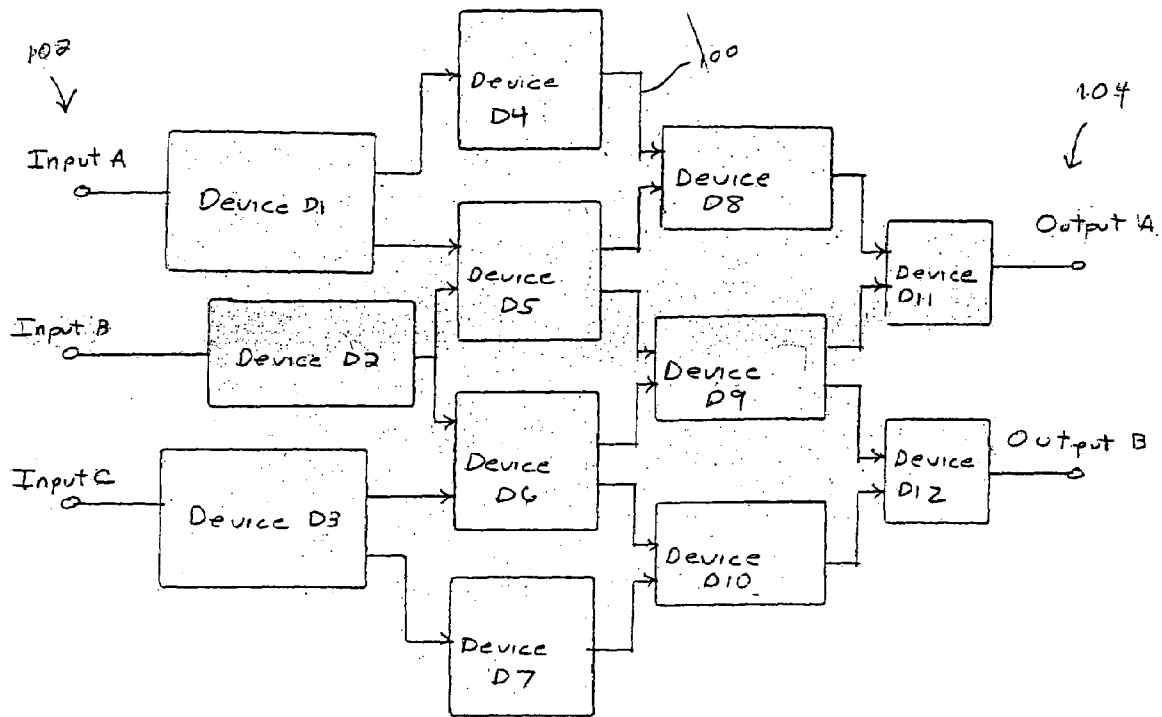 102
100
104
Input A
Device D1
Device
D4
Device
D8
Output A
Device
D11
Device
D5
Input B
Device D2
Device
D9
Output B
Device
D12
Device
D6
Input C
Device D3
Device
D10
Device
D7